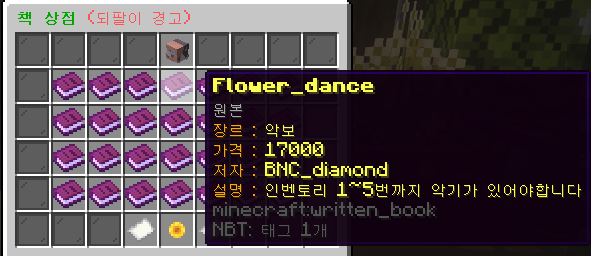 책 상점 (되팔이 경고)
Flower_dance
원본
장르 : 악보
가격 : 17000
저자 : BNC_diamond
설명 : 인벤토리 1~5번까지 악기가 있어야합니다
minecraft:written_book
NBT: 태그 1개